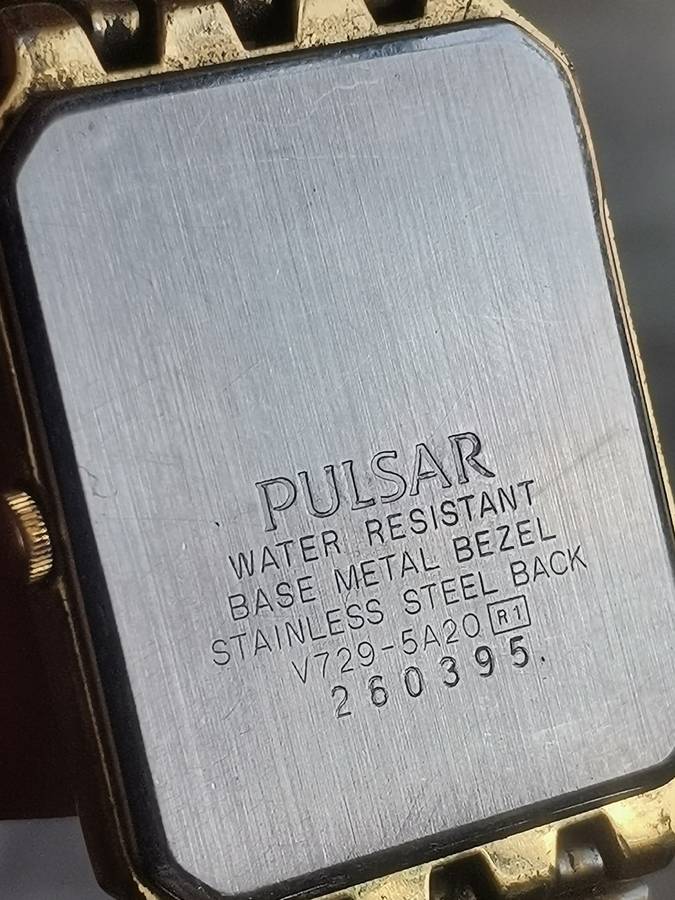 PULSAR
WATER RESISTANT
BASE METAL BEZEL
STAINLESS STEEL BACK
V729-5A20 R1
260395.